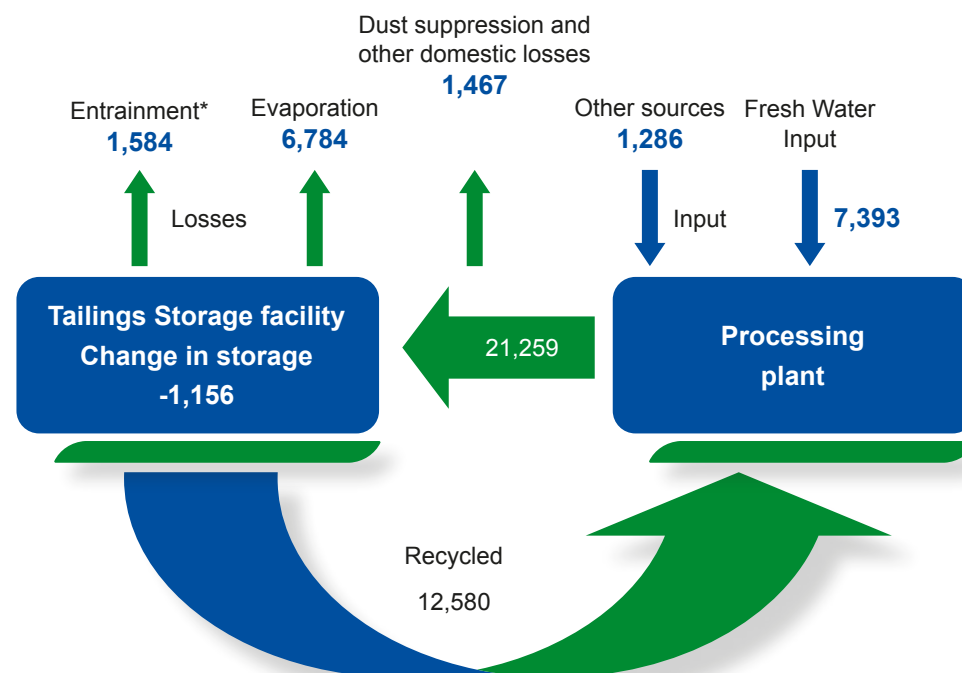 Dust suppression and
other domestic losses
1,467
Entrainment*
1,584
Evaporation
6,784
Other sources
1,286
Fresh Water
Input
Losses
Input
7,393
Tailings Storage facility
Change in storage
-1,156
21,259
Processing
plant
Recycled
12,580